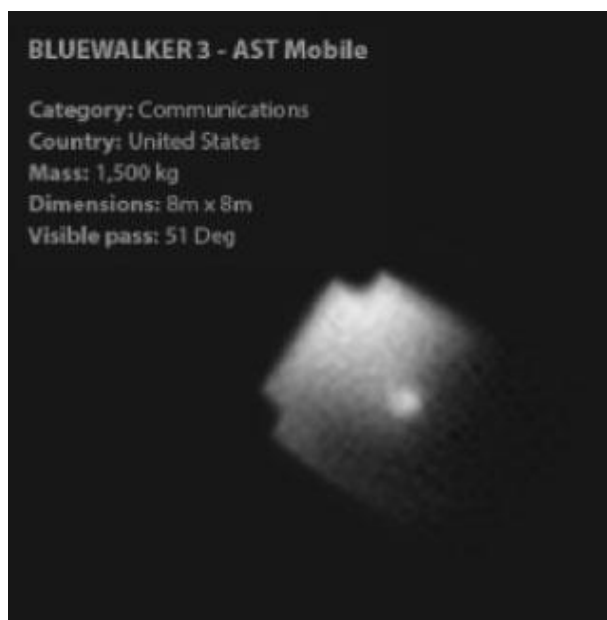 BLUEWALKER 3 - AST Mobile
Category: Communications
Country: United States
Mass: 1,500 kg
Dimensions: 8m x 8m
Visible pass: 51 Deg